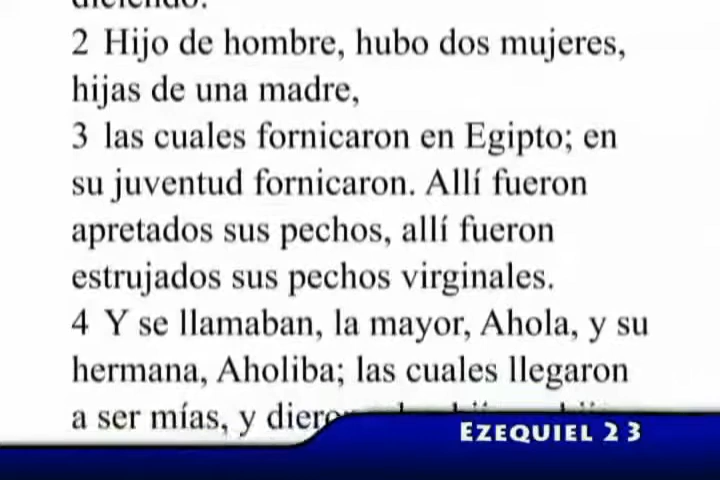 diciendo:
2 Hijo de hombre, hubo dos mujeres,
hijas de una madre,
3 las cuales fornicaron en Egipto; en
su juventud fornicaron. Allí fueron
apretados sus pechos, allí fueron
estrujados sus pechos virginales.
4 Y se llamaban, la mayor, Ahola, y su
hermana, Aholiba; las cuales llegaron
a ser mías, y dieron
EZEQUIEL 23